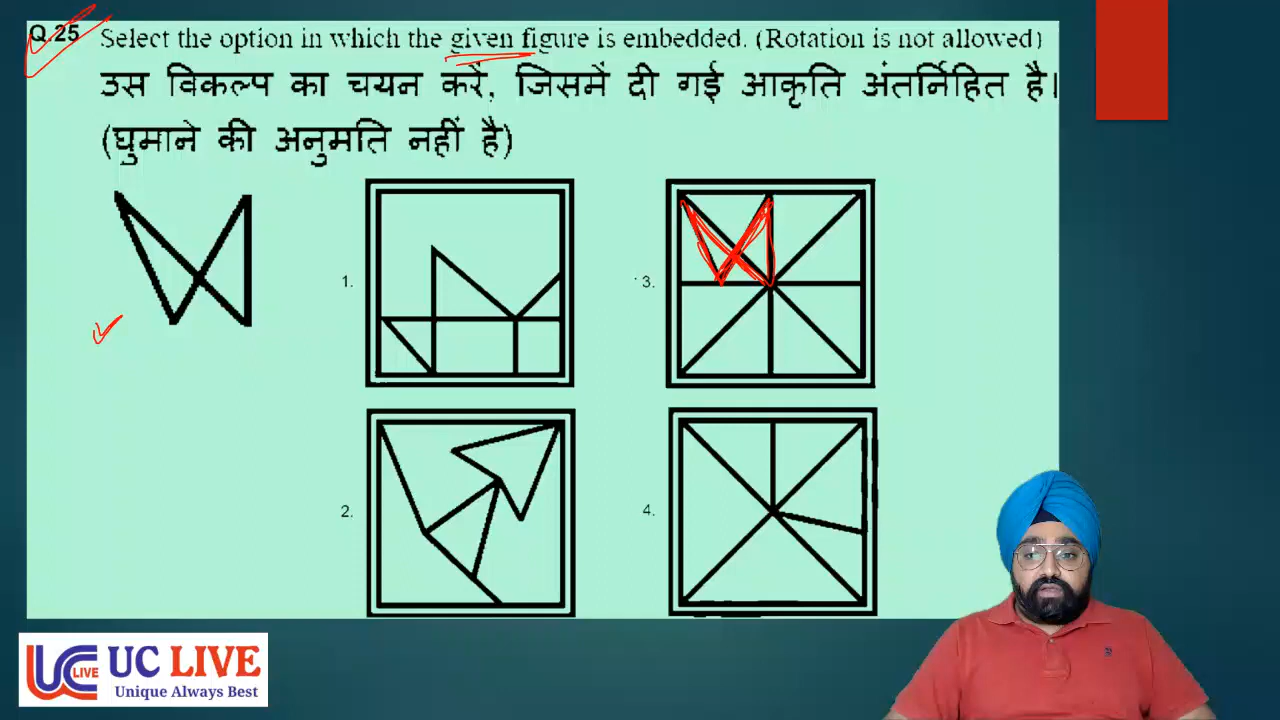 Q.25 Select the option in which the given figure is embedded. (Rotation is not allowed)
उस विकल्प का चयन करें, जिसमें दी गई आकृति अंतर्निहित है।
(घुमाने की अनुमति नहीं है)
1.
3.
2.
4.
UC LIVE
LIVE
Unique Always Best